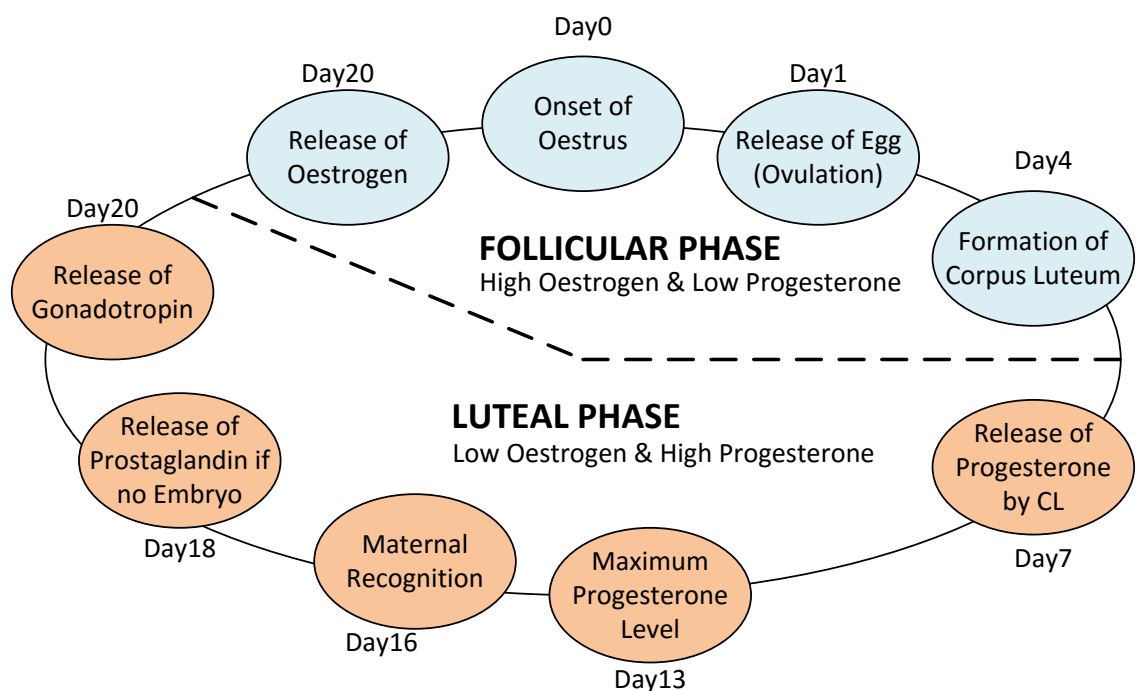 Day0
Onset of
Oestrus
Day1
Release of Egg
(Ovulation)
Day4
Formation of
Corpus Luteum
Day20
Release of
Oestrogen
Day20
Release of
Gonadotropin
FOLLICULAR PHASE
High Oestrogen & Low Progesterone
LUTEAL PHASE
Low Oestrogen & High Progesterone
Release of
Progesterone
by CL
Day7
Maximum
Progesterone
Level
Day13
Maternal
Recognition
Day16
Release of
Prostaglandin if
no Embryo
Day18